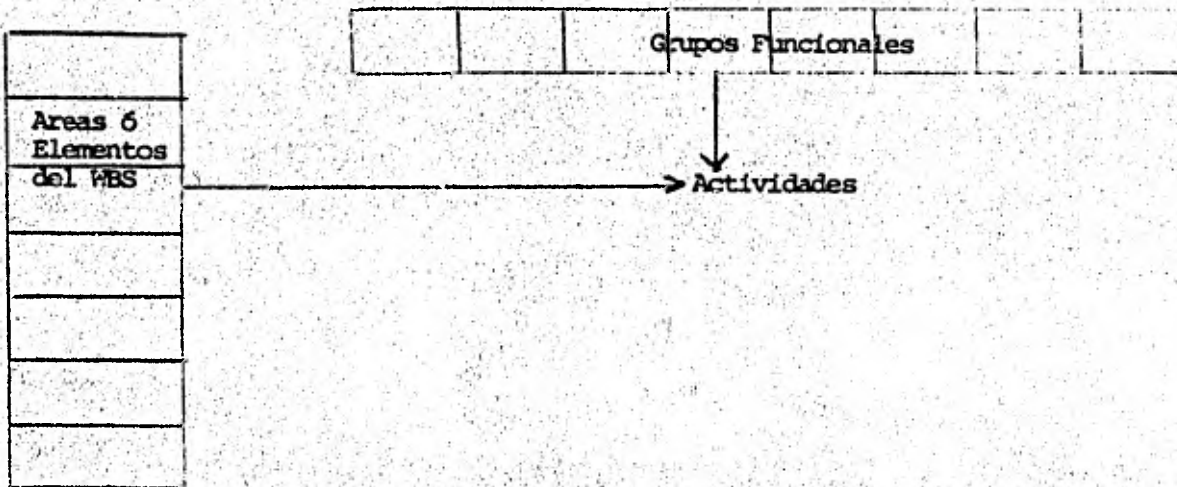 Grupos Funcionales
Areas ó
Elementos
del WBS
Actividades